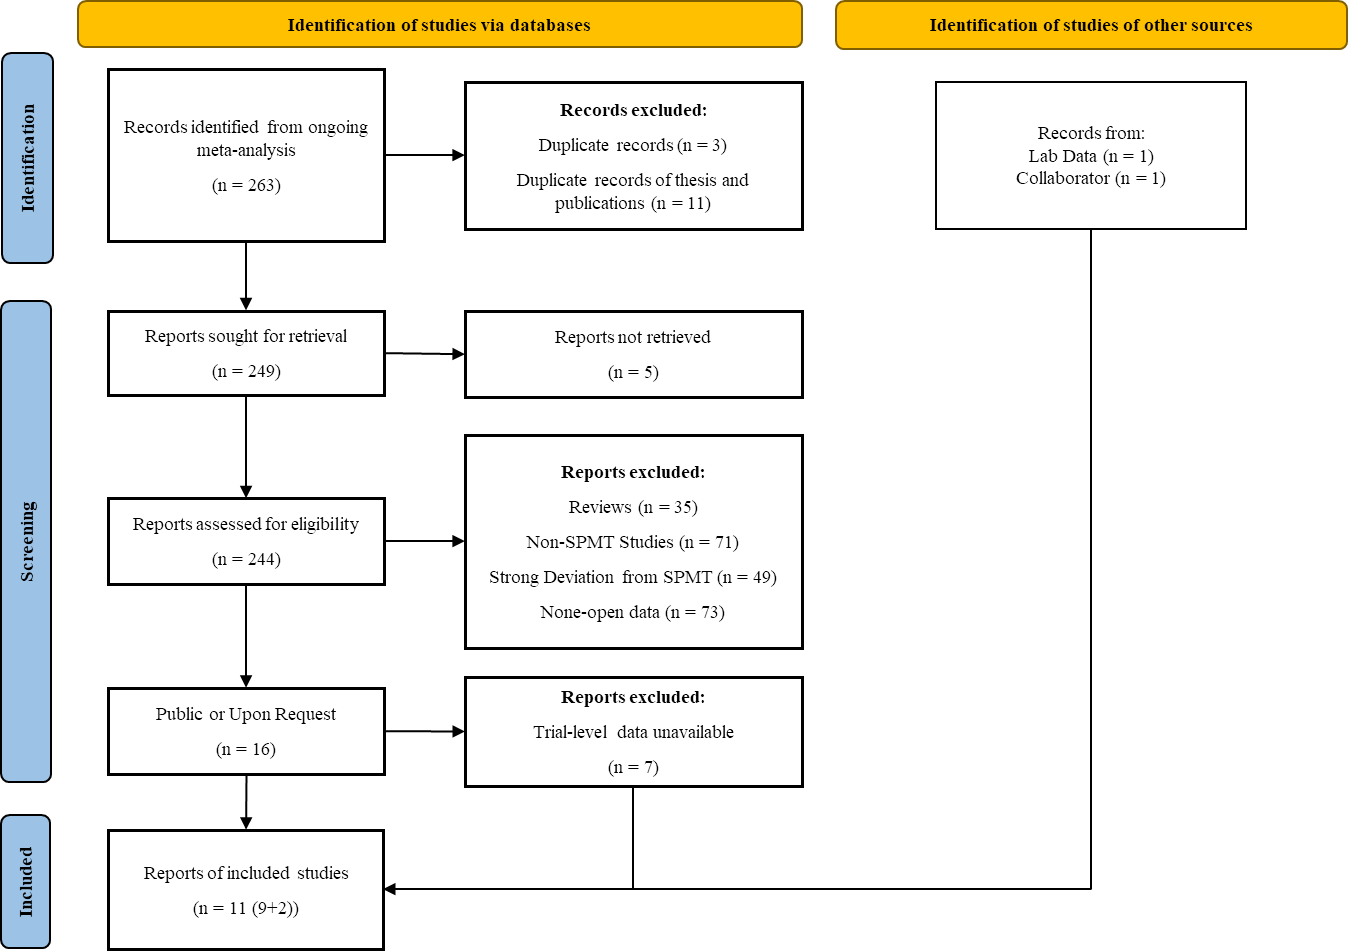 Identification of studies via databases
Identification of studies of other sources
Identification
Records identified from ongoing
meta-analysis
(n = 263)
Records excluded:
Duplicate records (n = 3)
Duplicate records of thesis and
publications (n = 11)
Records from:
Lab Data (n = 1)
Collaborator (n = 1)
Screening
Reports sought for retrieval
(n = 249)
Reports not retrieved
(n = 5)
Reports assessed for eligibility
(n = 244)
Reports excluded:
Reviews (n = 35)
Non-SPMT Studies (n = 71)
Strong Deviation from SPMT (n = 49)
None-open data (n = 73)
Public or Upon Request
(n = 16)
Reports excluded:
Trial-level data unavailable
(n = 7)
Included
Reports of included studies
(n = 11 (9+2))